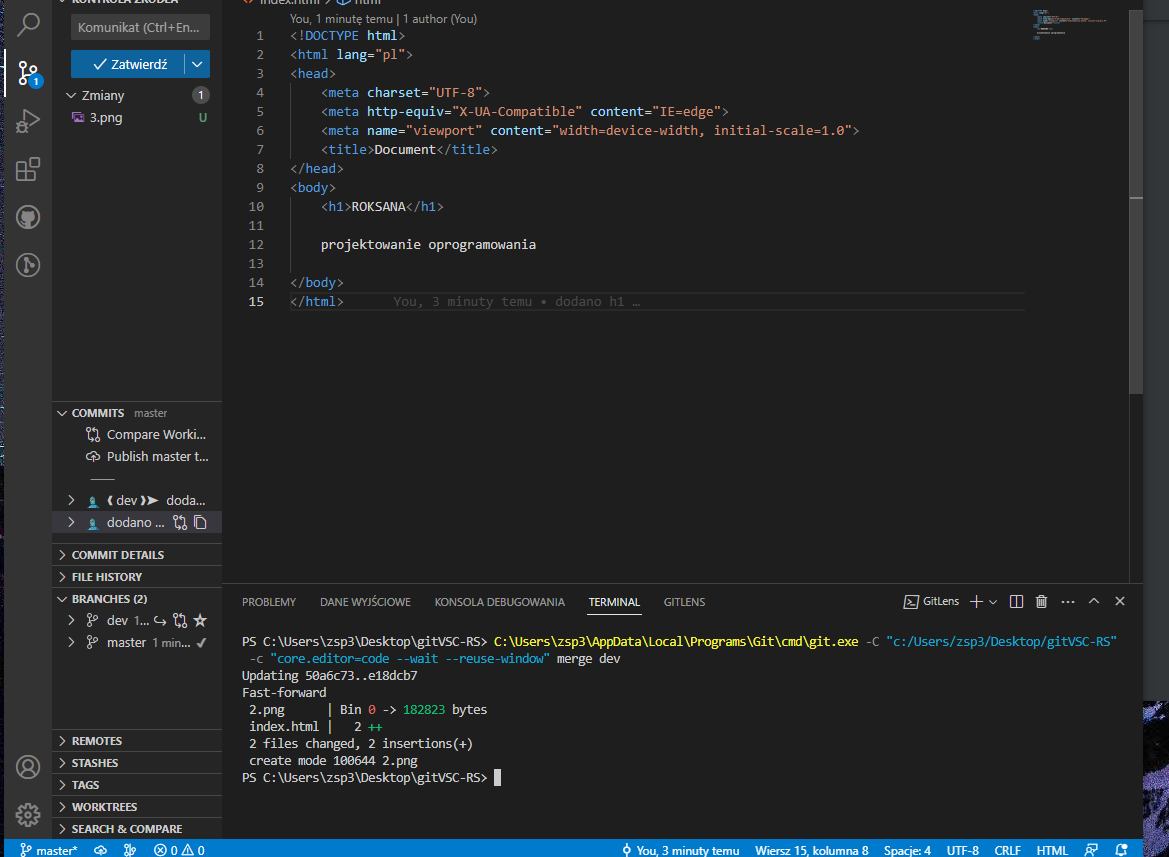 KONTROLA ŹRÓDŁA
Komunikat (Ctrl+En...
Zatwierdź
1
Zmiany 1
3.png U
COMMITS master
Compare Worki...
Publish master t...
dev doda...
dodano ...
COMMIT DETAILS
FILE HISTORY
BRANCHES (2)
dev 1...
master 1 min...
REMOTES
STASHES
TAGS
WORKTREES
SEARCH & COMPARE
index.html > html
You, 1 minutę temu | 1 author (You)
1 <!DOCTYPE html>
2 <html lang="pl">
3 <head>
4 <meta charset="UTF-8">
5 <meta http-equiv="X-UA-Compatible" content="IE=edge">
6 <meta name="viewport" content="width=device-width, initial-scale=1.0">
7 <title>Document</title>
8 </head>
9 <body>
10 <h1>ROKSANA</h1>
11
12 projektowanie oprogramowania
13
14 </body>
15 </html> You, 3 minuty temu • dodano h1 …
PROBLEMY DANE WYJŚCIOWE KONSOLA DEBUGOWANIA TERMINAL GITLENS GitLens
PS C:\Users\zsp3\Desktop\gitVSC-RS> C:\Users\zsp3\AppData\Local\Programs\Git\cmd\git.exe -C "c:/Users/zsp3/Desktop/gitVSC-RS"
-c "core.editor=code --wait --reuse-window" merge dev
Updating 50a6c73..e18dcb7
Fast-forward
2.png | Bin 0 -> 182823 bytes
index.html | 2 ++
2 files changed, 2 insertions(+)
create mode 100644 2.png
PS C:\Users\zsp3\Desktop\gitVSC-RS>
master* 0 0 You, 3 minuty temu Wiersz 15, kolumna 8 Spacje: 4 UTF-8 CRLF HTML